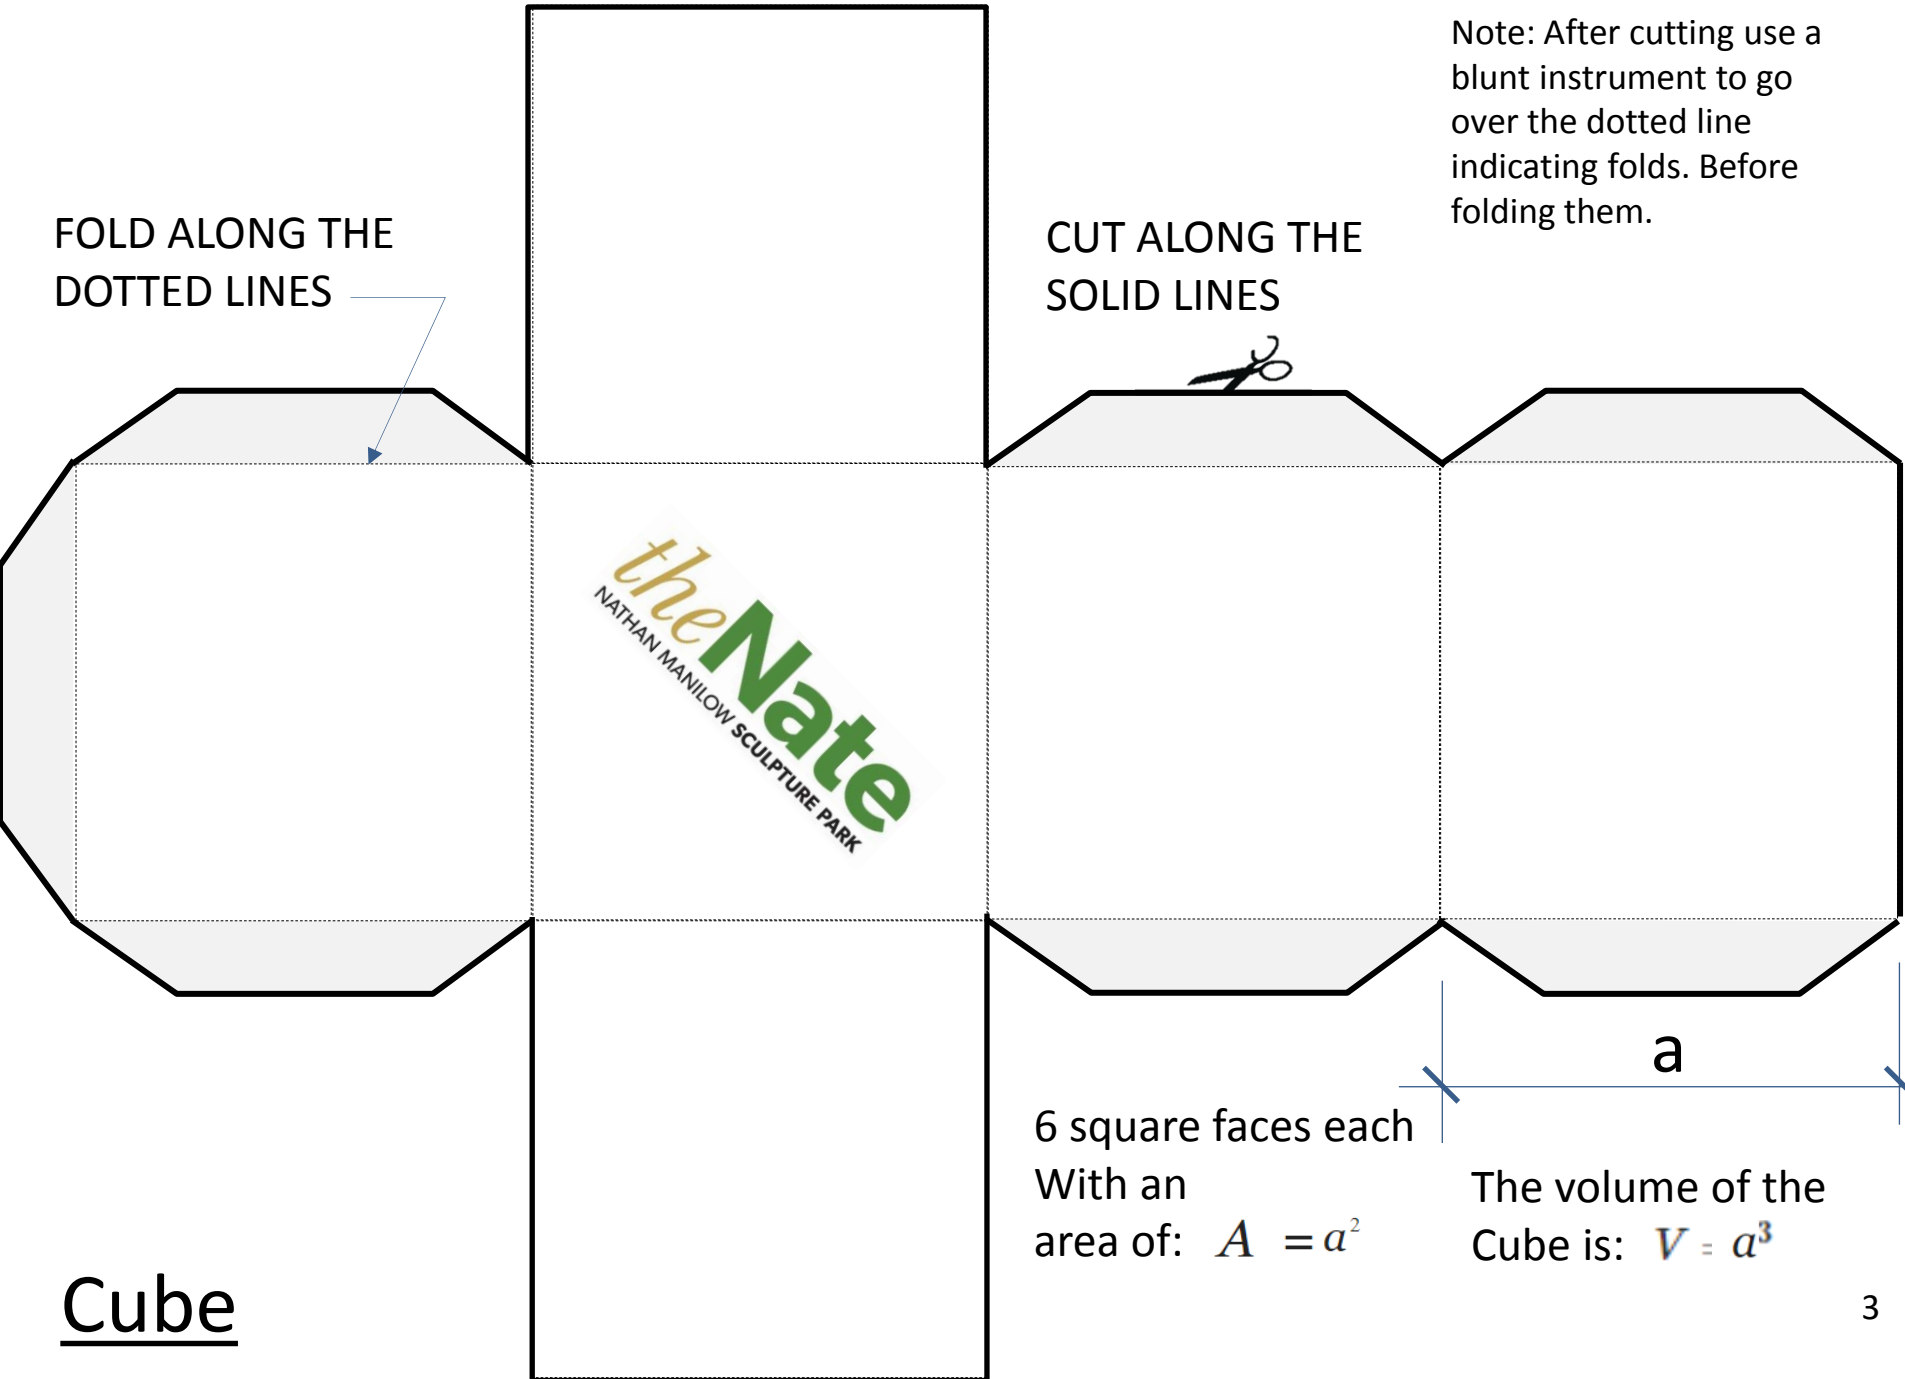 Note: After cutting use a
blunt instrument to go
over the dotted line
indicating folds. Before
folding them.
FOLD ALONG THE
DOTTED LINES
CUT ALONG THE
SOLID LINES
theNate
NATHAN MANILOW SCULPTURE PARK
a
6 square faces each
With an
area of: A = a²
The volume of the
Cube is: V = a³
Cube
3